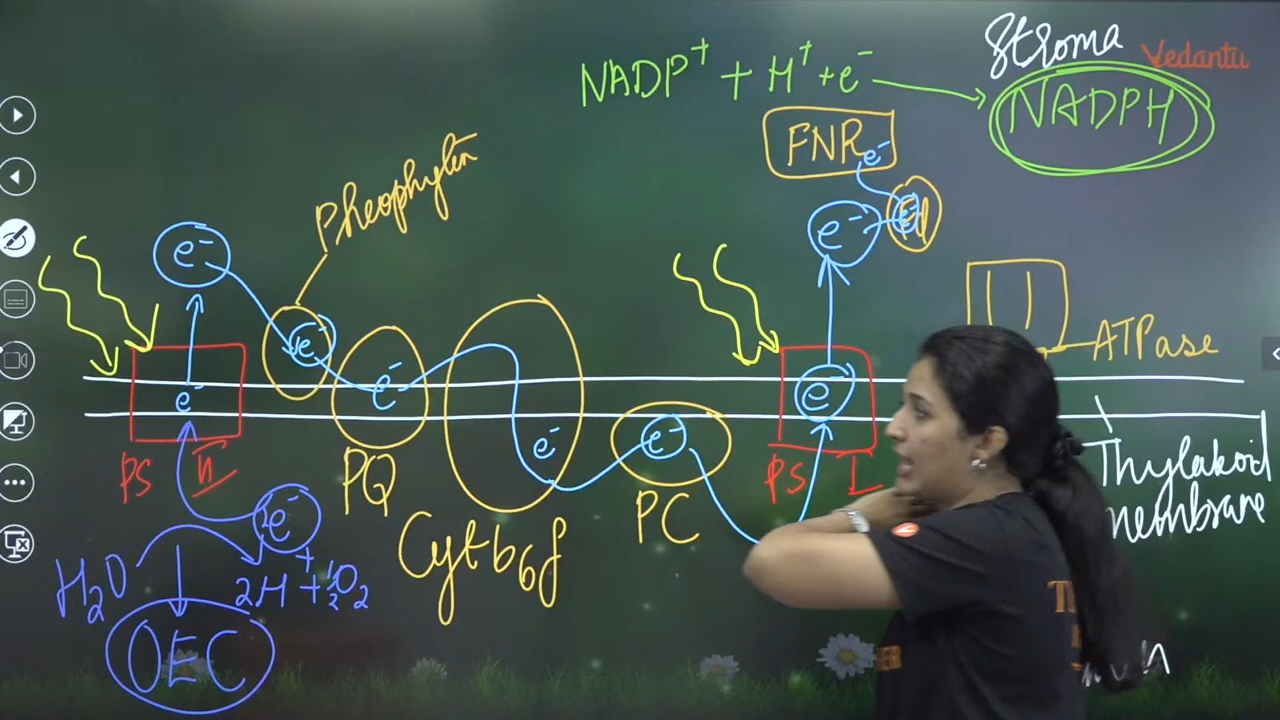 Stroma
Vedantu
NADP⁺ + H⁺ + e⁻ → NADPH
FNR e⁻
e⁻
Pheophytin
e⁻
e⁻
e⁻
e⁻
e⁻
e⁻
e⁻
e⁻
ATPase
PS II
PQ
Cyt b6f
PC
PS I
Thylakoid
membrane
2e⁻
H₂O
2H⁺ + ½O₂
OEC